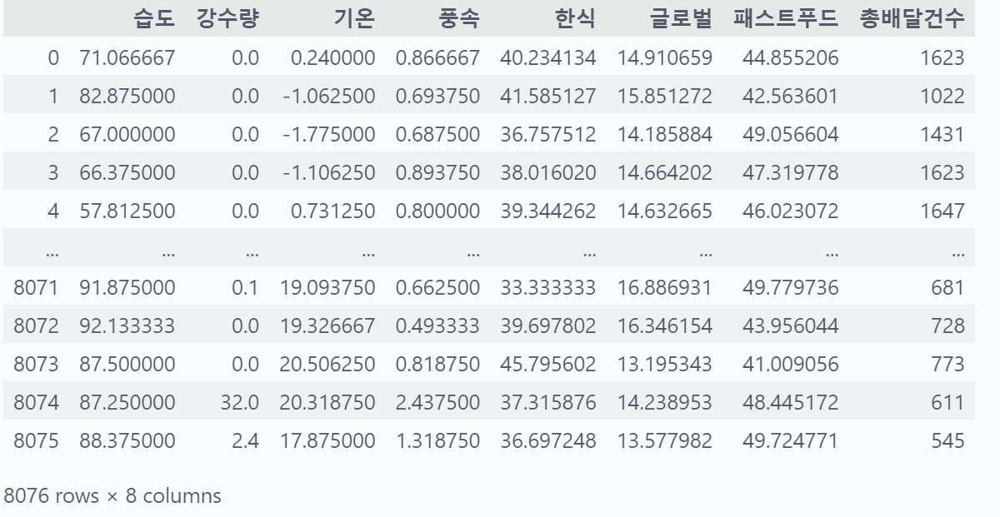 습도 강수량 기온 풍속 한식 글로벌 패스트푸드 총배달건수
0 71.066667 0.0 0.240000 0.866667 40.234134 14.910659 44.855206 1623
1 82.875000 0.0 -1.062500 0.693750 41.585127 15.851272 42.563601 1022
2 67.000000 0.0 -1.775000 0.687500 36.757512 14.185884 49.056604 1431
3 66.375000 0.0 -1.106250 0.893750 38.016020 14.664202 47.319778 1623
4 57.812500 0.0 0.731250 0.800000 39.344262 14.632665 46.023072 1647
... ... ... ... ... ... ... ... ...
8071 91.875000 0.1 19.093750 0.662500 33.333333 16.886931 49.779736 681
8072 92.133333 0.0 19.326667 0.493333 39.697802 16.346154 43.956044 728
8073 87.500000 0.0 20.506250 0.818750 45.795602 13.195343 41.009056 773
8074 87.250000 32.0 20.318750 2.437500 37.315876 14.238953 48.445172 611
8075 88.375000 2.4 17.875000 1.318750 36.697248 13.577982 49.724771 545
8076 rows × 8 columns